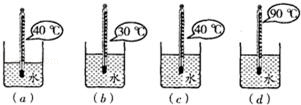 40℃ 30℃ 40℃ 90℃
水 水 水 水
(a) (b) (c) (d)